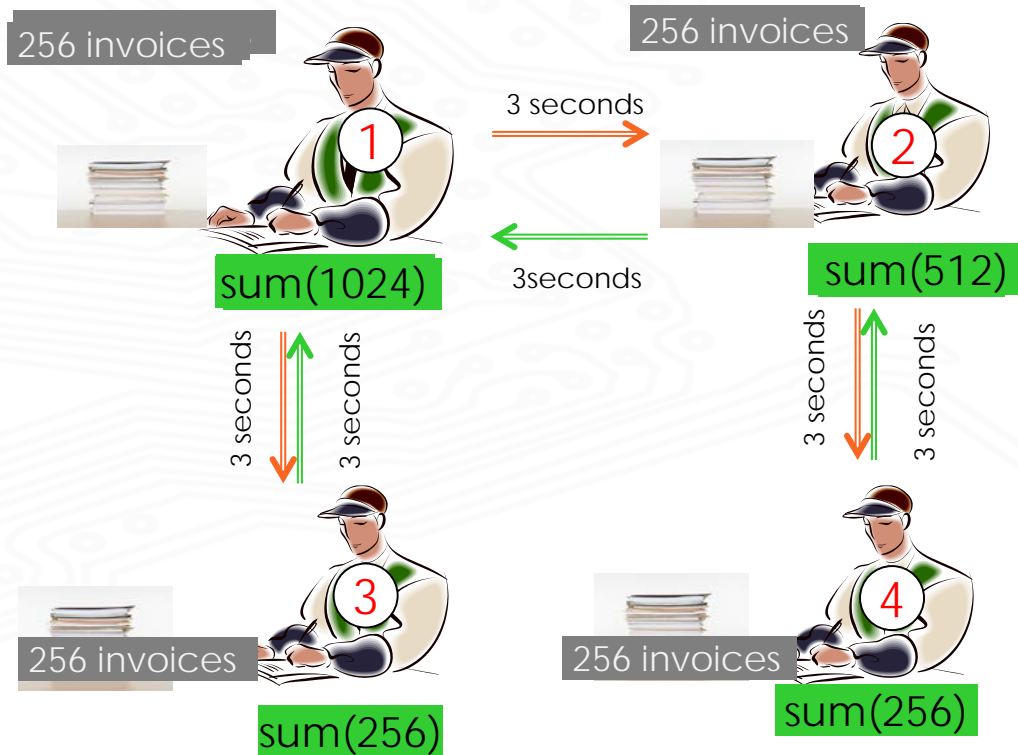 256 invoices
256 invoices
3 seconds
1
2
3seconds
sum(1024)
sum(512)
3 seconds
3 seconds
3 seconds
3 seconds
3
4
256 invoices
256 invoices
sum(256)
sum(256)